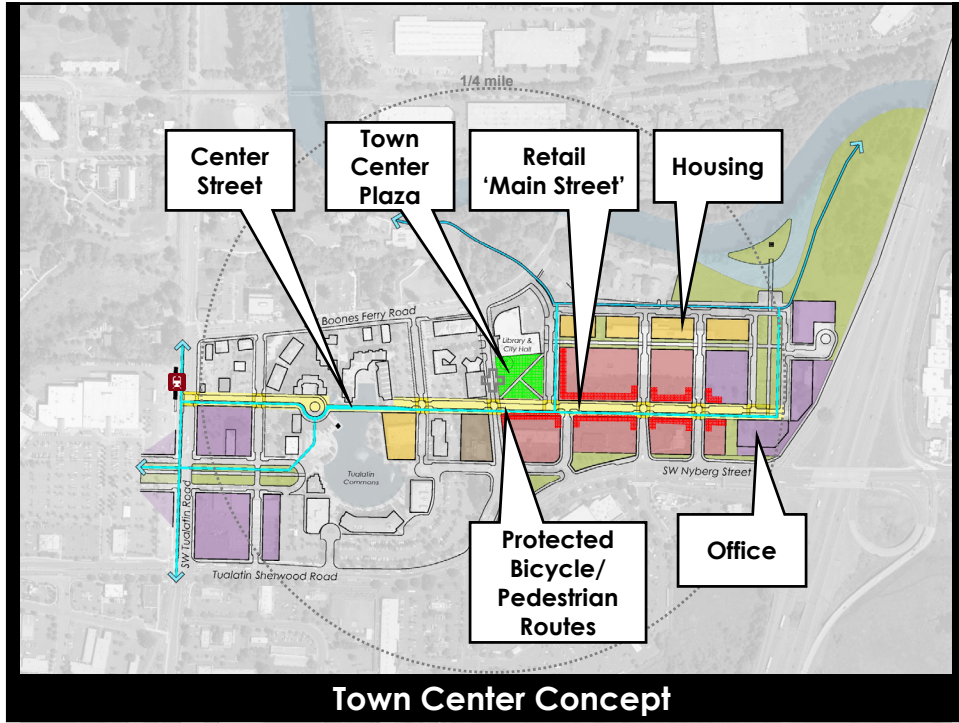 1/4 mile
Center
Street
Town
Center
Plaza
Retail
‘Main Street’
Housing
Boones Ferry Road
Library &
City Hall
Tualatin
Commons
SW Nyberg Street
SW Tualatin Road
Tualatin Sherwood Road
Protected
Bicycle/
Pedestrian
Routes
Office
Town Center Concept